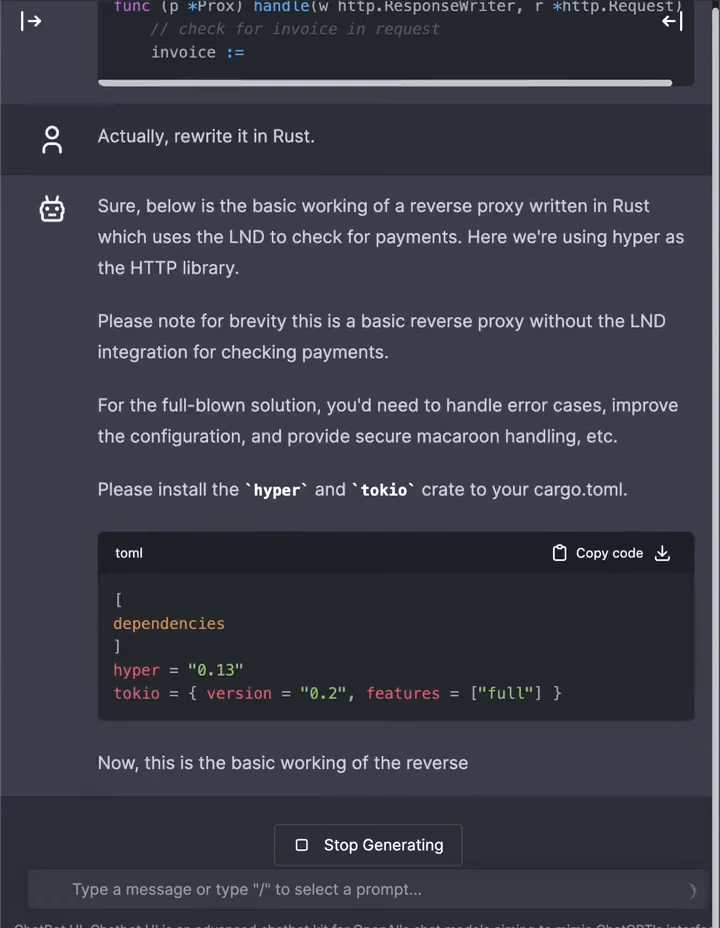 func (p *Prox) handle(w http.ResponseWriter, r *http.Request)
// check for invoice in request
invoice :=
Actually, rewrite it in Rust.
Sure, below is the basic working of a reverse proxy written in Rust
which uses the LND to check for payments. Here we're using hyper as
the HTTP library.
Please note for brevity this is a basic reverse proxy without the LND
integration for checking payments.
For the full-blown solution, you'd need to handle error cases, improve
the configuration, and provide secure macaroon handling, etc.
Please install the `hyper` and `tokio` crate to your cargo.toml.
toml
Copy code
[
dependencies
]
hyper = "0.13"
tokio = { version = "0.2", features = ["full"] }
Now, this is the basic working of the reverse
Stop Generating
Type a message or type "/" to select a prompt...